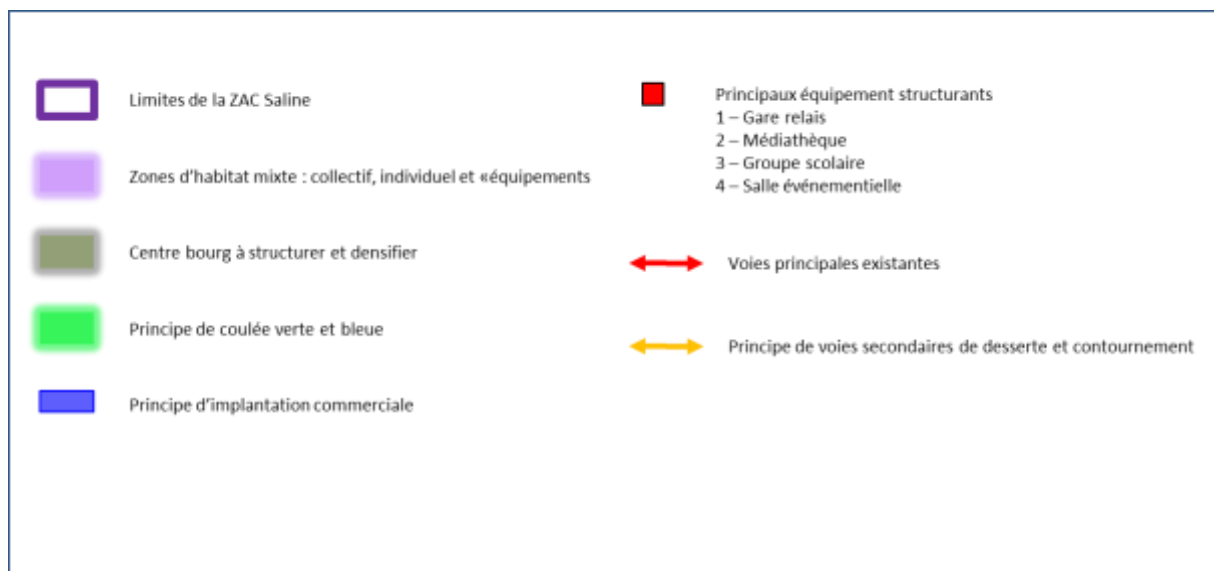 Limites de la ZAC Saline
Zones d'habitat mixte : collectif, individuel et «équipements
Centre bourg à structurer et densifier
Principe de coulée verte et bleue
Principe d'implantation commerciale
Principaux équipement structurants
1 – Gare relais
2 – Médiathèque
3 – Groupe scolaire
4 – Salle événementielle
Voies principales existantes
Principe de voies secondaires de desserte et contournement